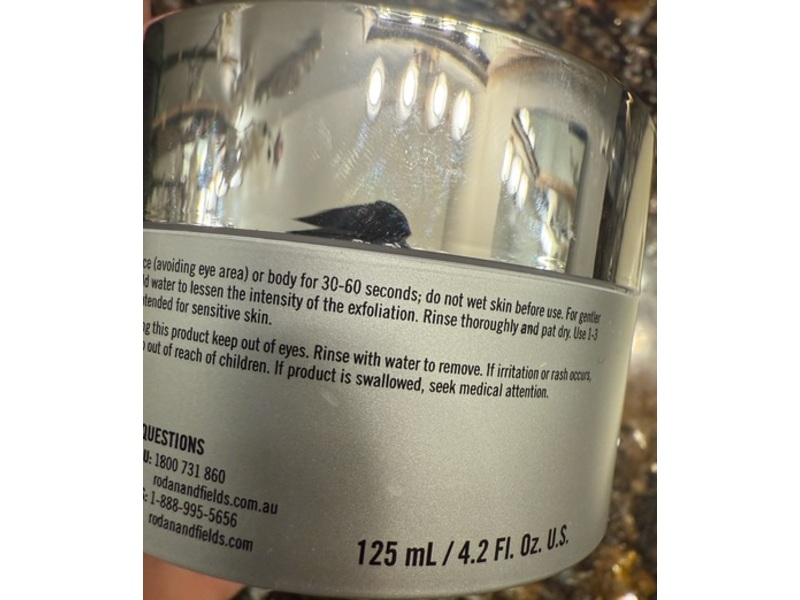 (avoiding eye area) or body for 30-60 seconds; do not wet skin before use. For gentler
water to lessen the intensity of the exfoliation. Rinse thoroughly and pat dry. Use 1-3
for sensitive skin.
this product keep out of eyes. Rinse with water to remove. If irritation or rash occurs,
out of reach of children. If product is swallowed, seek medical attention.
QUESTIONS
U: 1800 731 860
rodanandfields.com.au
: 1-888-995-5656
rodanandfields.com
125 mL / 4.2 Fl. Oz. U.S.